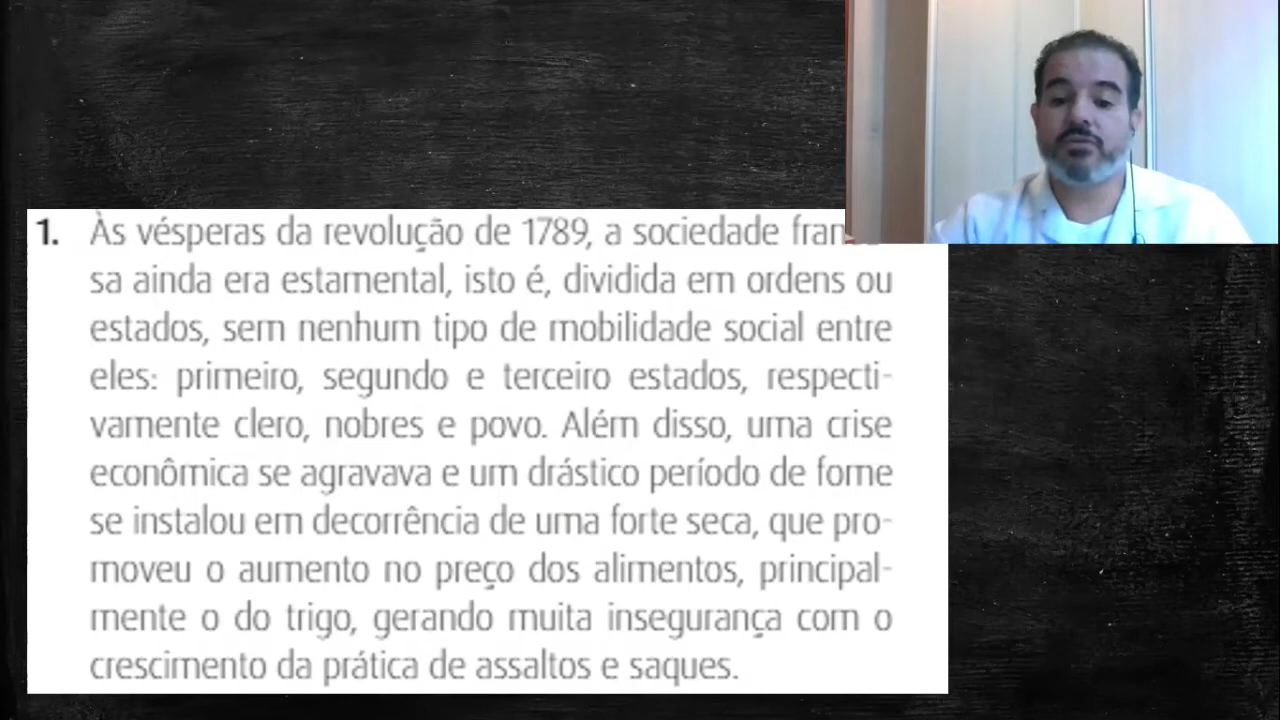 1. Às vésperas da revolução de 1789, a sociedade fran
sa ainda era estamental, isto é, dividida em ordens ou
estados, sem nenhum tipo de mobilidade social entre
eles: primeiro, segundo e terceiro estados, respecti-
vamente clero, nobres e povo. Além disso, uma crise
econômica se agravava e um drástico período de fome
se instalou em decorrência de uma forte seca, que pro-
moveu o aumento no preço dos alimentos, principal-
mente o do trigo, gerando muita insegurança com o
crescimento da prática de assaltos e saques.